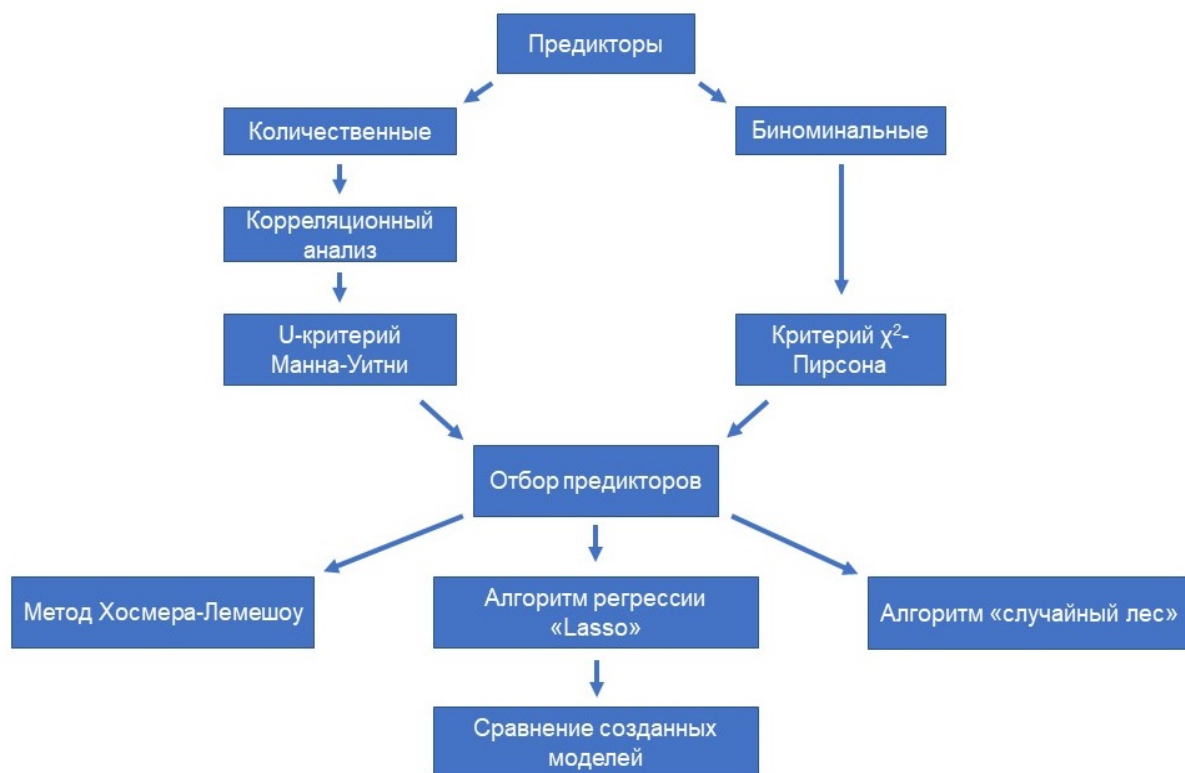 Предикторы
Количественные
Биноминальные
Корреляционный
анализ
U-критерий
Манна-Уитни
Критерий χ²-
Пирсона
Отбор предикторов
Метод Хосмера-Лемешоу
Алгоритм регрессии
«Lasso»
Алгоритм «случайный лес»
Сравнение созданных
моделей